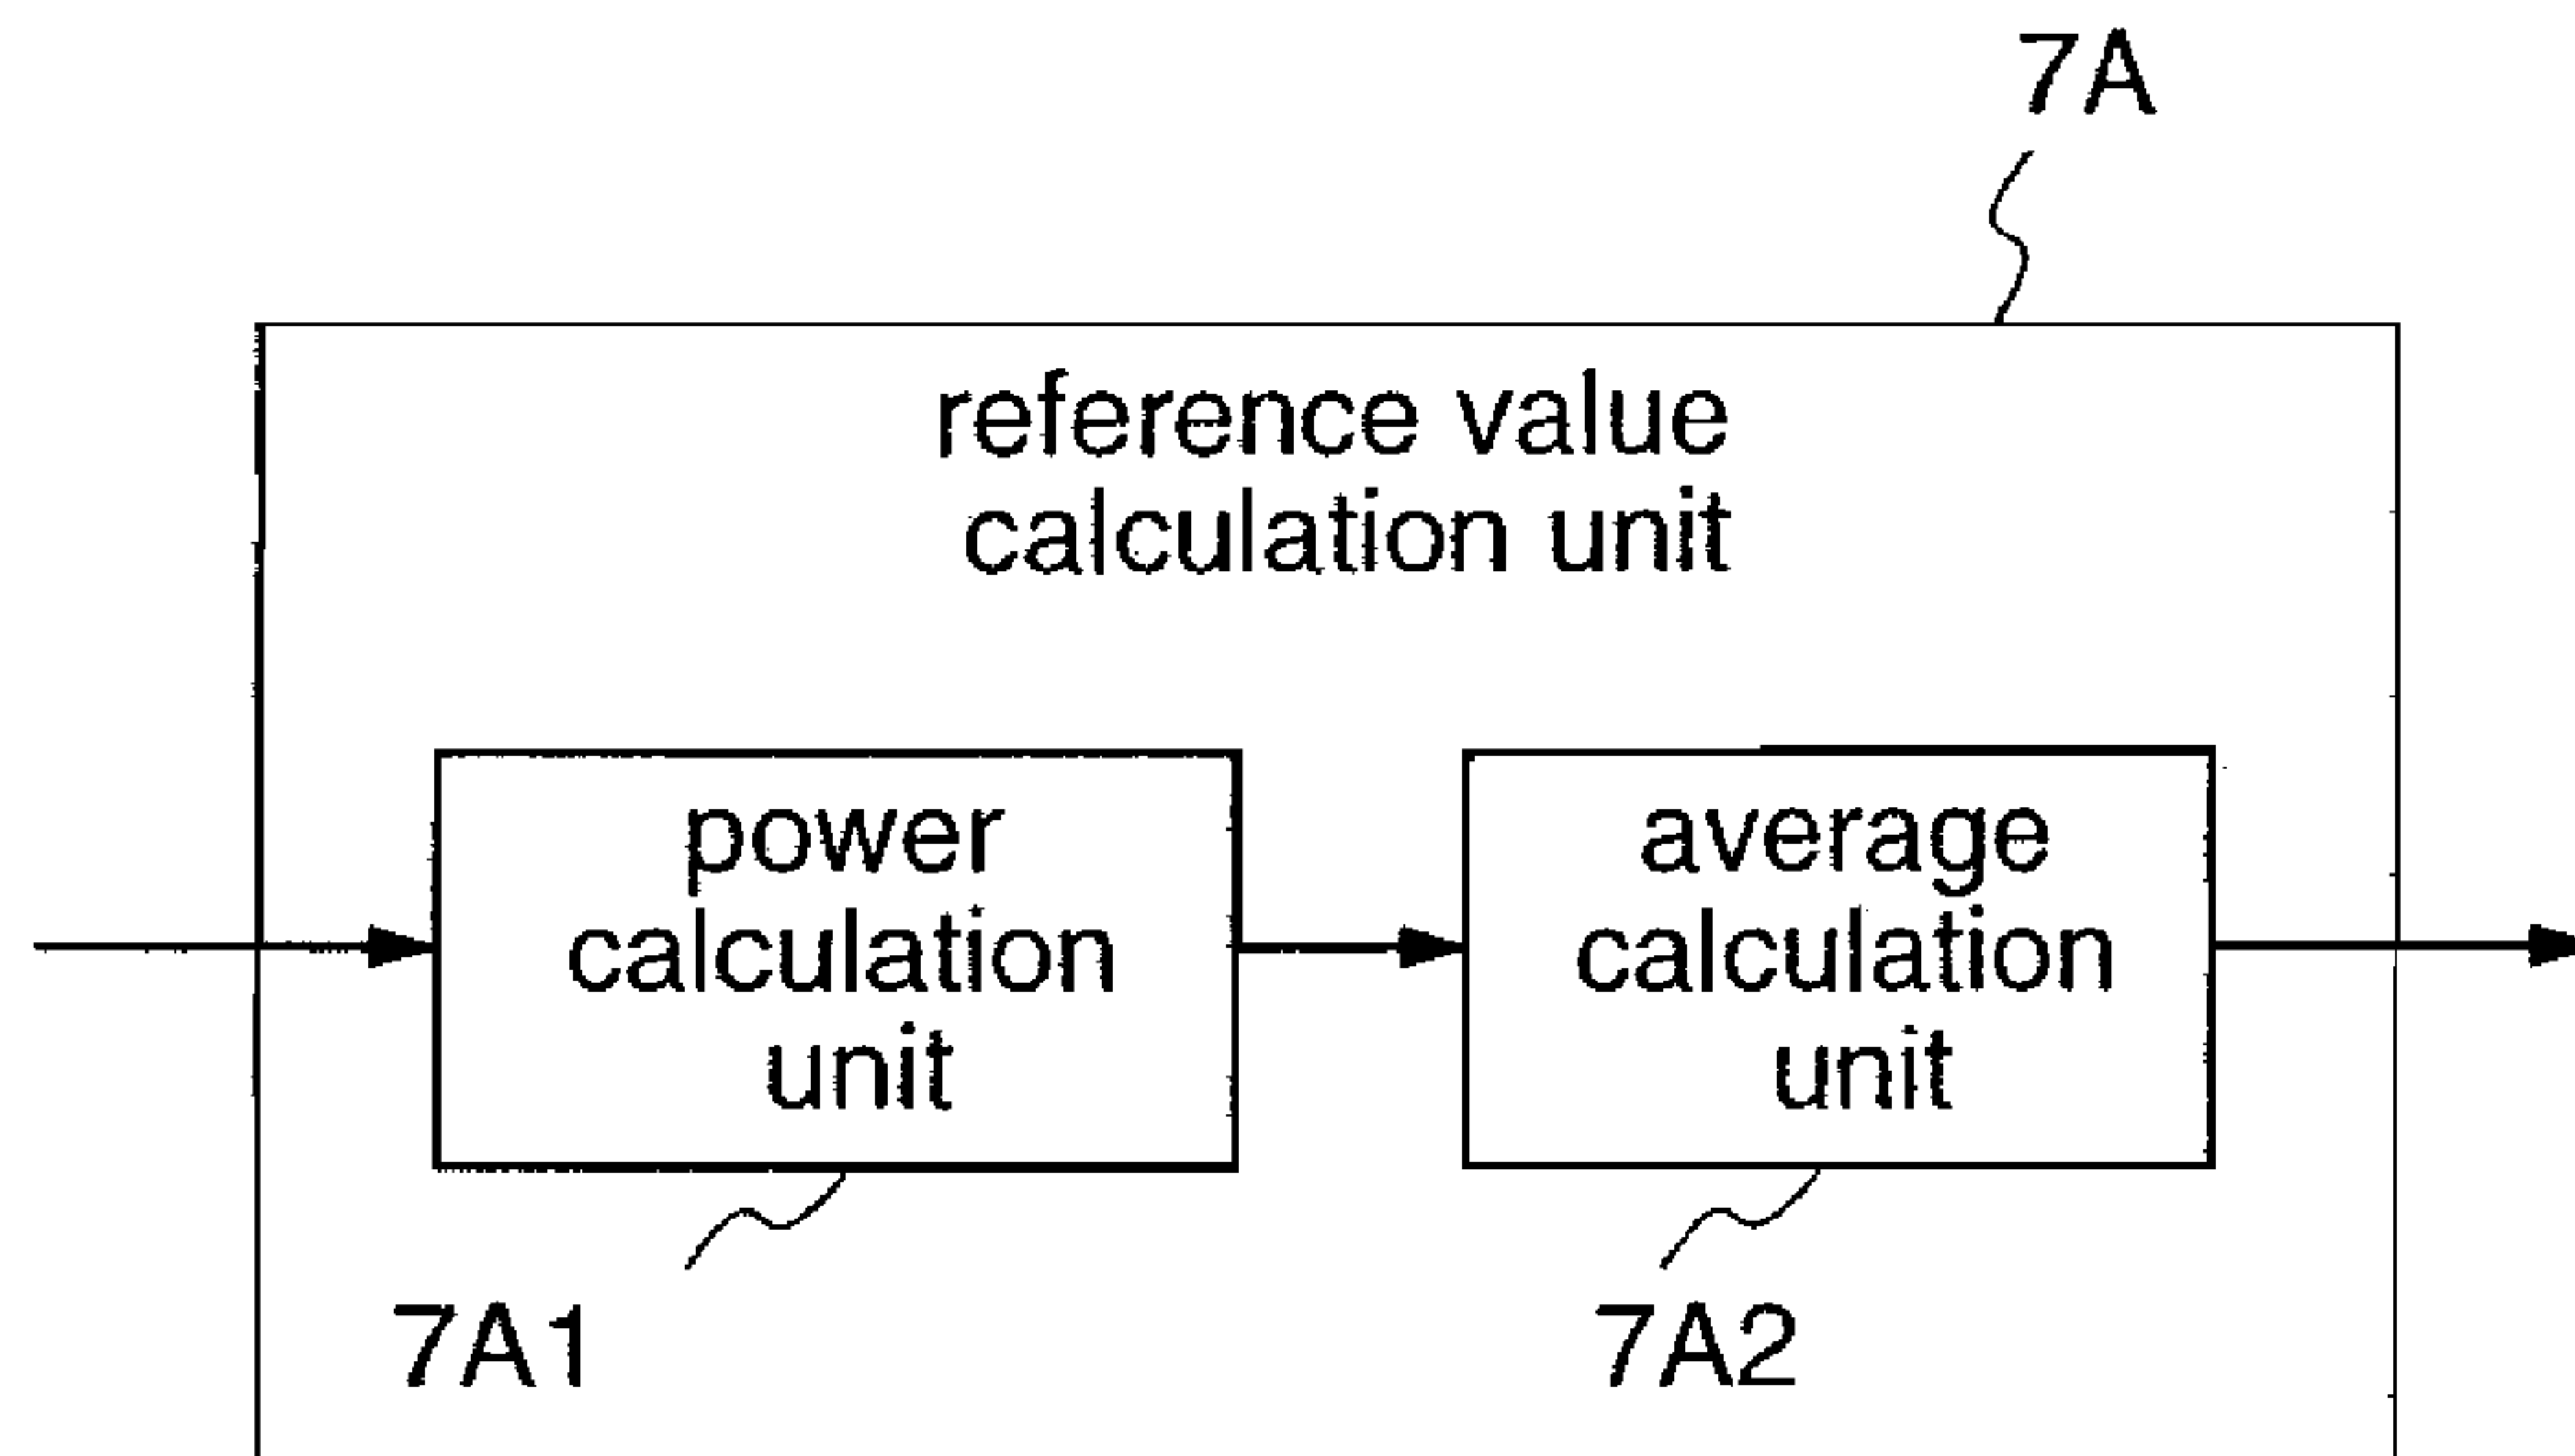 7A
reference value
calculation unit
power
calculation
unit
average
calculation
unit
7A1
7A2